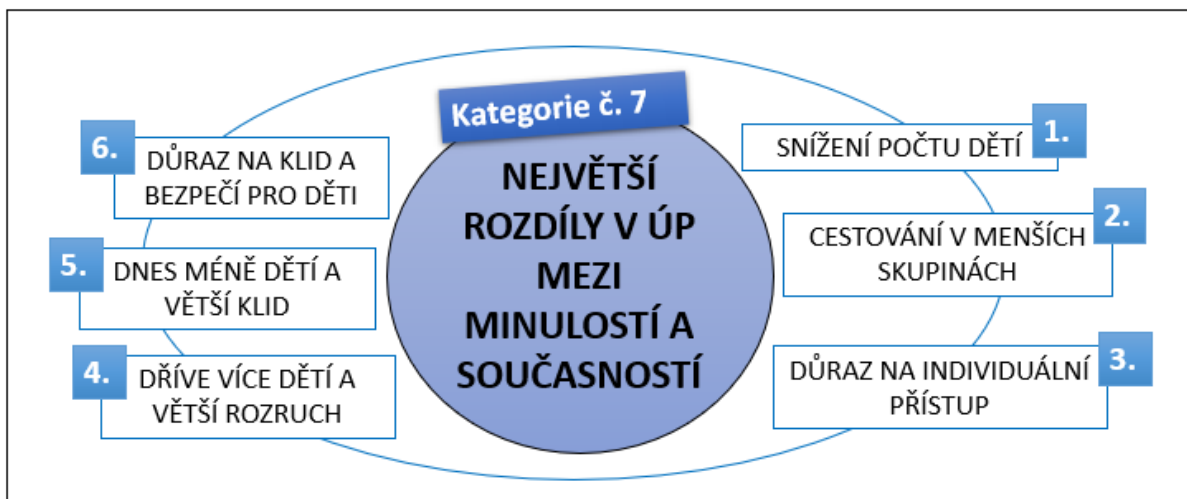 Kategorie č. 7
NEJVĚTŠÍ
ROZDÍLY V ÚP
MEZI
MINULOSTÍ A
SOUČASNOSTÍ
1.
SNÍŽENÍ POČTU DĚTÍ
2.
CESTOVÁNÍ V MENŠÍCH
SKUPINÁCH
3.
DŮRAZ NA INDIVIDUÁLNÍ
PŘÍSTUP
4.
DŘÍVE VÍCE DĚTÍ A
VĚTŠÍ ROZRUCH
5.
DNES MÉNĚ DĚTÍ A
VĚTŠÍ KLID
6.
DŮRAZ NA KLID A
BEZPEČÍ PRO DĚTI